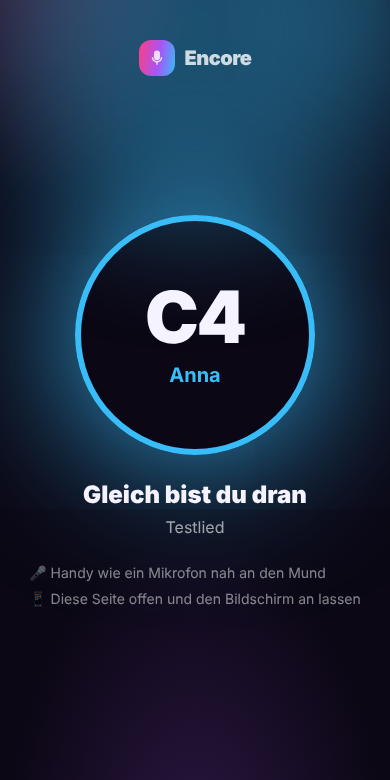 Encore
C4
Anna
Gleich bist du dran
Testlied
🎤 Handy wie ein Mikrofon nah an den Mund
📱 Diese Seite offen und den Bildschirm an lassen